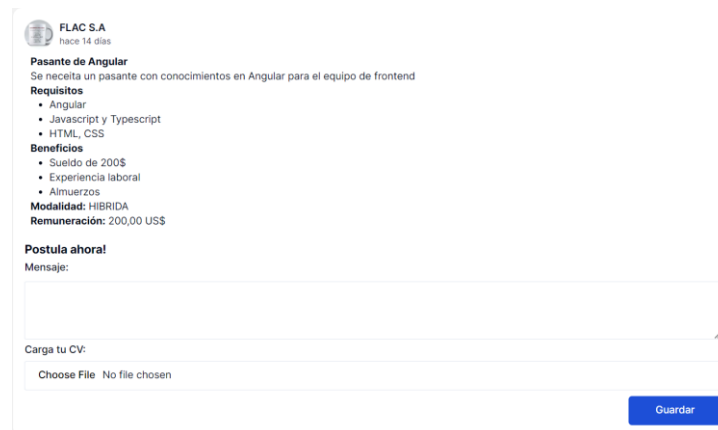 FLAC S.A
hace 14 días
Pasante de Angular
Se neceita un pasante con conocimientos en Angular para el equipo de frontend
Requisitos
• Angular
• Javascript y Typescript
• HTML, CSS
Beneficios
• Sueldo de 200$
• Experiencia laboral
• Almuerzos
Modalidad: HIBRIDA
Remuneración: 200,00 US$
Postula ahora!
Mensaje:
Carga tu CV:
Choose File No file chosen
Guardar